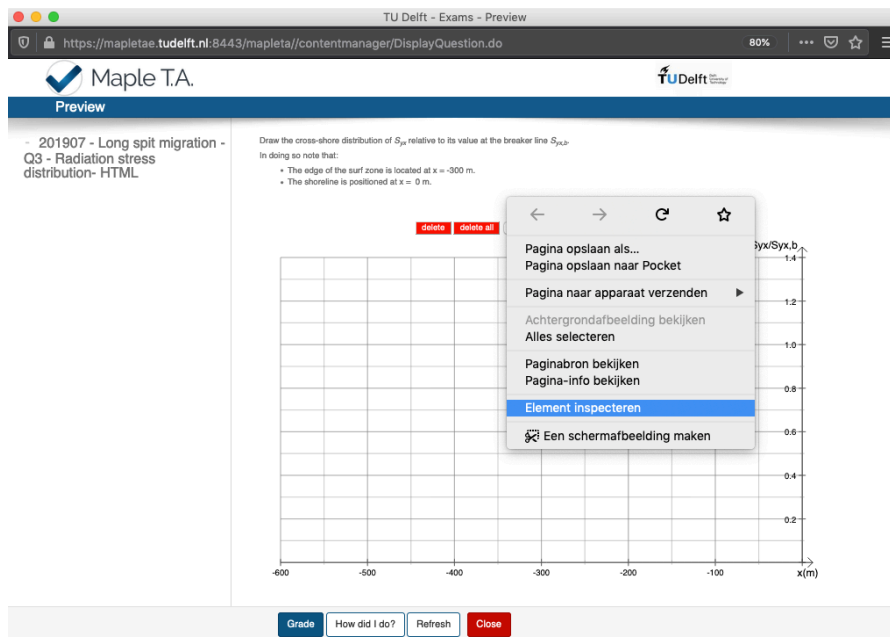 TU Delft - Exams - Preview
https://mapletae.tudelft.nl:8443/mapleta//contentmanager/DisplayQuestion.do
80%
Maple T.A.
TUDelft
Preview
- 201907 - Long spit migration - Q3 - Radiation stress distribution- HTML
Draw the cross-shore distribution of Syx relative to its value at the breaker line Syx,b.
In doing so note that:
• The edge of the surf zone is located at x = -300 m.
• The shoreline is positioned at x = 0 m.
delete delete all
Pagina opslaan als...
Pagina opslaan naar Pocket
Pagina naar apparaat verzenden
Achtergrondafbeelding bekijken
Alles selecteren
Paginabron bekijken
Pagina-info bekijken
Element inspecteren
Een schermafbeelding maken
Syx/Syx,b
1.4
1.2
1.0
0.8
0.6
0.4
0.2
-600 -500 -400 -300 -200 -100 x(m)
Grade How did I do? Refresh Close